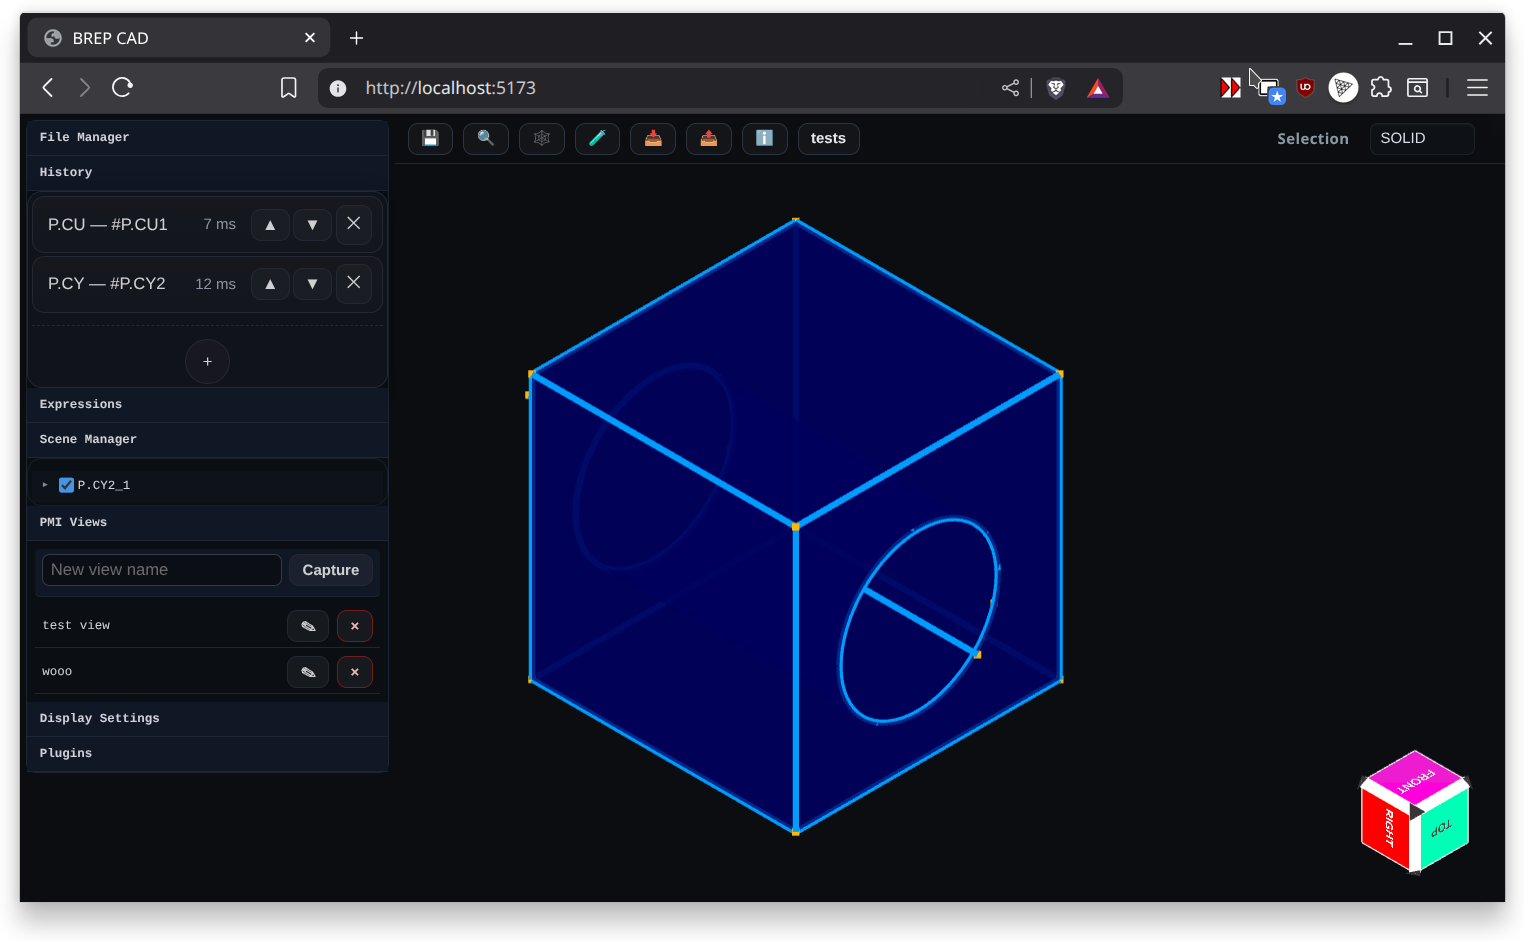 BREP CAD
http://localhost:5173
File Manager
tests
Selection
SOLID
History
P.CU — #P.CU1
7 ms
P.CY — #P.CY2
12 ms
+
Expressions
Scene Manager
P.CY2_1
PMI Views
New view name
Capture
test view
wooo
Display Settings
Plugins
FRONT
RIGHT
TOP